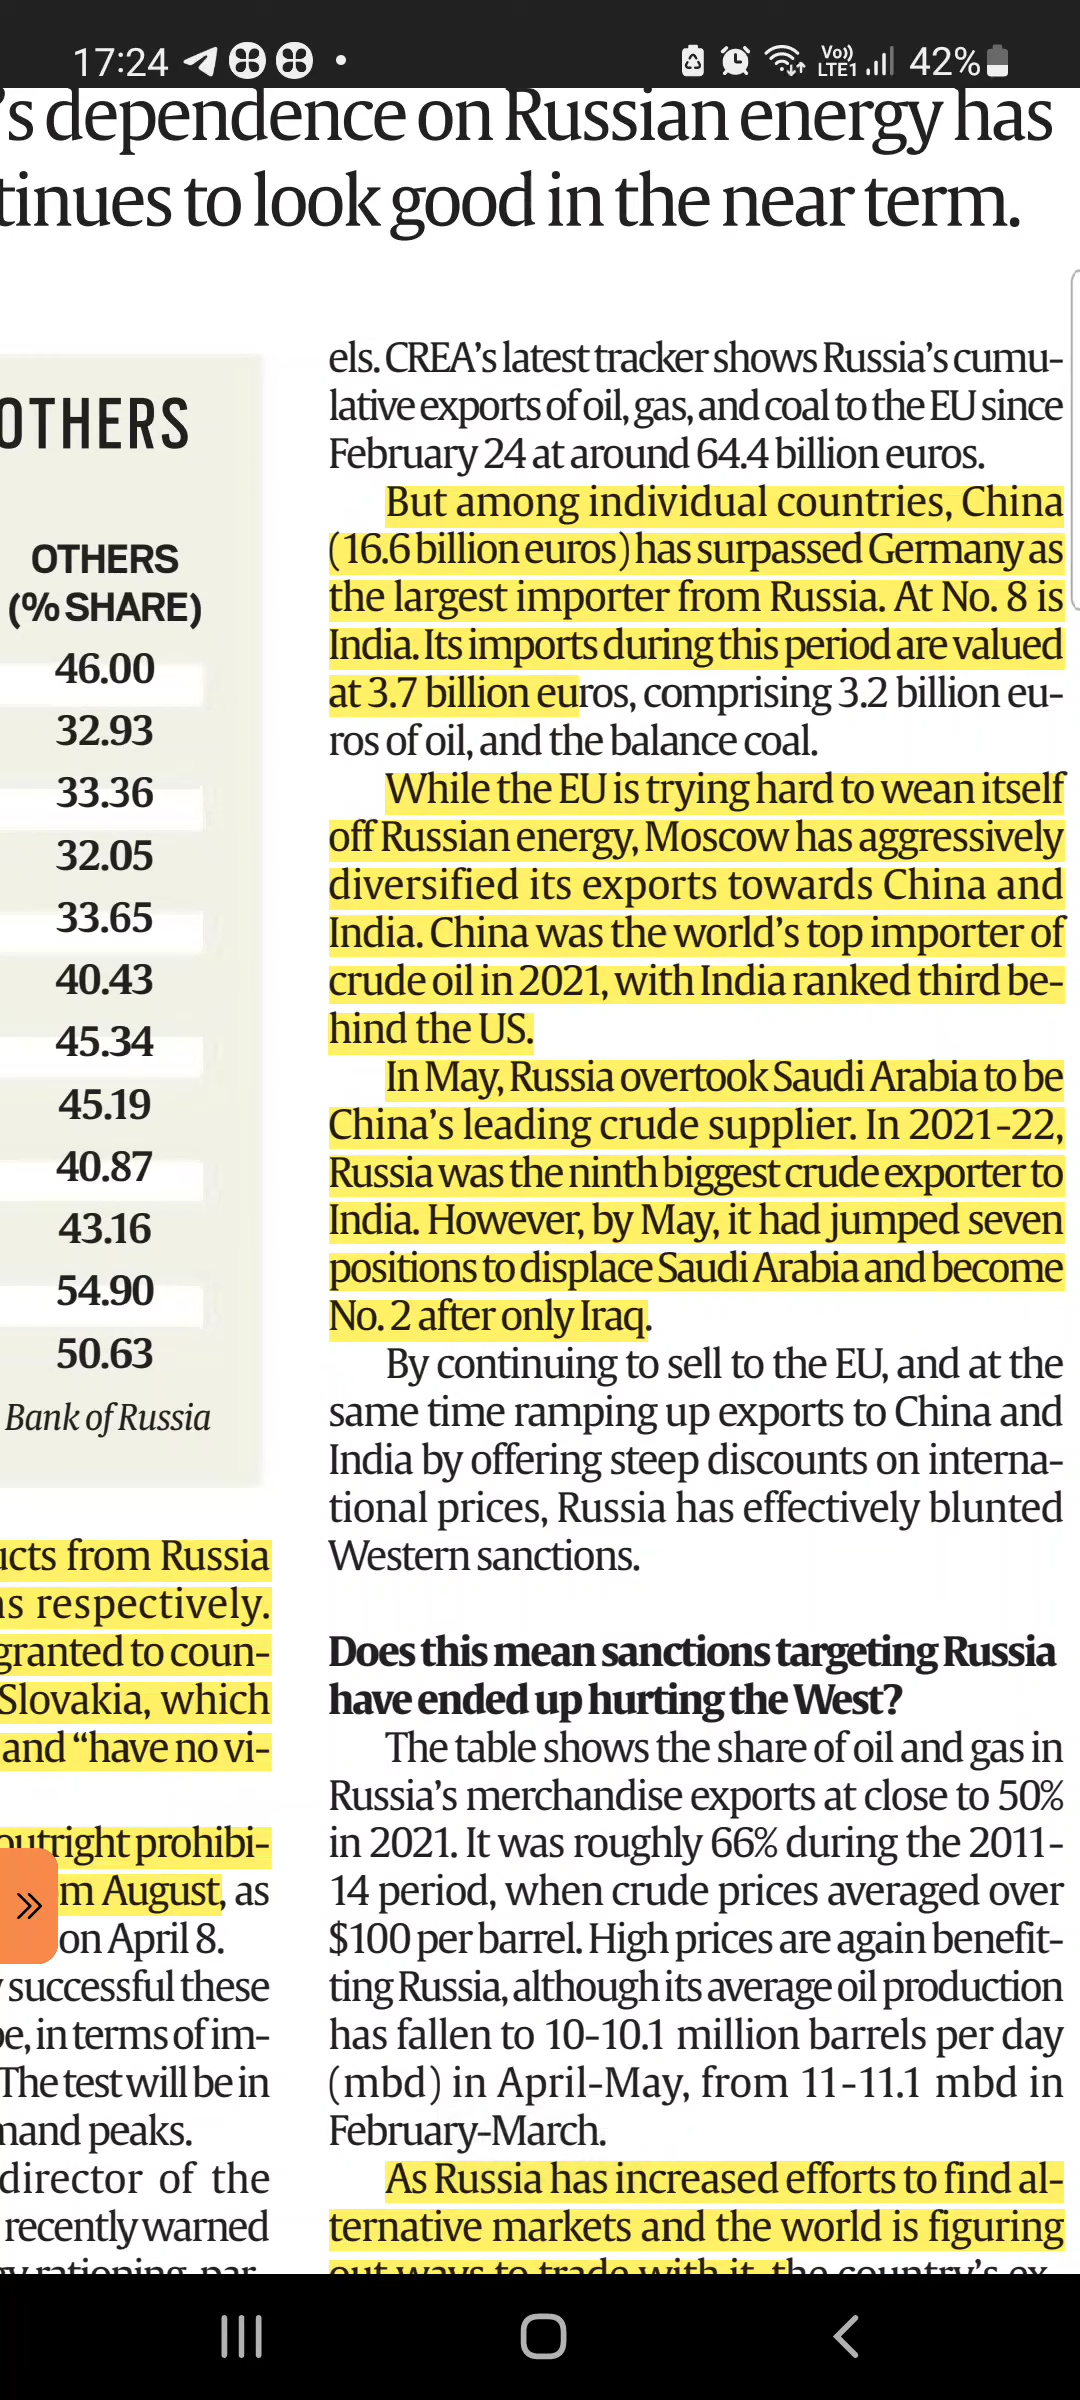 17:24
Vo)) LTE1 42%
's dependence on Russian energy has
tinues to look good in the near term.
OTHERS
OTHERS
(% SHARE)
46.00
32.93
33.36
32.05
33.65
40.43
45.34
45.19
40.87
43.16
54.90
50.63
Bank of Russia
ucts from Russia
ns respectively.
granted to coun-
Slovakia, which
and “have no vi-
outright prohibi-
m August, as
on April 8.
successful these
pe, in terms of im-
The test will be in
mand peaks.
director of the
recently warned
gy rationing, par-
els. CREA’s latest tracker shows Russia’s cumu-
lative exports of oil, gas, and coal to the EU since
February 24 at around 64.4 billion euros.
But among individual countries, China
(16.6 billion euros) has surpassed Germany as
the largest importer from Russia. At No. 8 is
India. Its imports during this period are valued
at 3.7 billion euros, comprising 3.2 billion eu-
ros of oil, and the balance coal.
While the EU is trying hard to wean itself
off Russian energy, Moscow has aggressively
diversified its exports towards China and
India. China was the world’s top importer of
crude oil in 2021, with India ranked third be-
hind the US.
In May, Russia overtook Saudi Arabia to be
China’s leading crude supplier. In 2021-22,
Russia was the ninth biggest crude exporter to
India. However, by May, it had jumped seven
positions to displace Saudi Arabia and become
No. 2 after only Iraq.
By continuing to sell to the EU, and at the
same time ramping up exports to China and
India by offering steep discounts on interna-
tional prices, Russia has effectively blunted
Western sanctions.
Does this mean sanctions targeting Russia
have ended up hurting the West?
The table shows the share of oil and gas in
Russia’s merchandise exports at close to 50%
in 2021. It was roughly 66% during the 2011-
14 period, when crude prices averaged over
$100 per barrel. High prices are again benefit-
ting Russia, although its average oil production
has fallen to 10-10.1 million barrels per day
(mbd) in April-May, from 11-11.1 mbd in
February-March.
As Russia has increased efforts to find al-
ternative markets and the world is figuring
out ways to trade with it, the country’s ex-